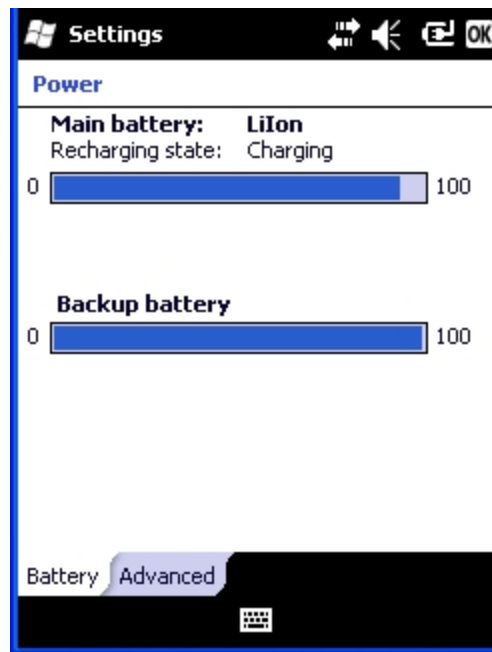 Settings OK
Power
Main battery: LiIon
Recharging state: Charging
0 100
Backup battery
0 100
Battery Advanced